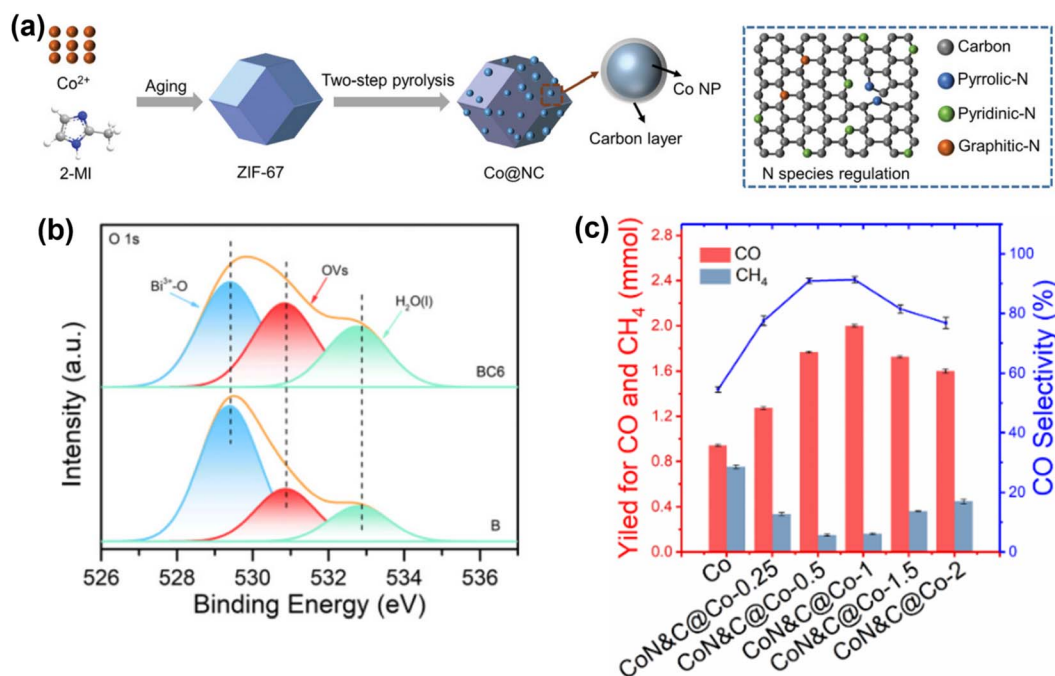 (a)
Co²⁺
2-MI
Aging
ZIF-67
Two-step pyrolysis
Co@NC
Co NP
Carbon layer
Carbon
Pyrrolic-N
Pyridinic-N
Graphitic-N
N species regulation
(b)
O 1s
Bi³⁺-O
OVs
H₂O(l)
BC6
B
Intensity (a.u.)
526 528 530 532 534 536
Binding Energy (eV)
(c)
CO
CH₄
Yiled for CO and CH₄ (mmol)
2.8
2.4
2.0
1.6
1.2
0.8
0.4
0.0
CO Selectivity (%)
100
80
60
40
20
10
0
Co
CoN&C@Co-0.25
CoN&C@Co-0.5
CoN&C@Co-1
CoN&C@Co-1.5
CoN&C@Co-2